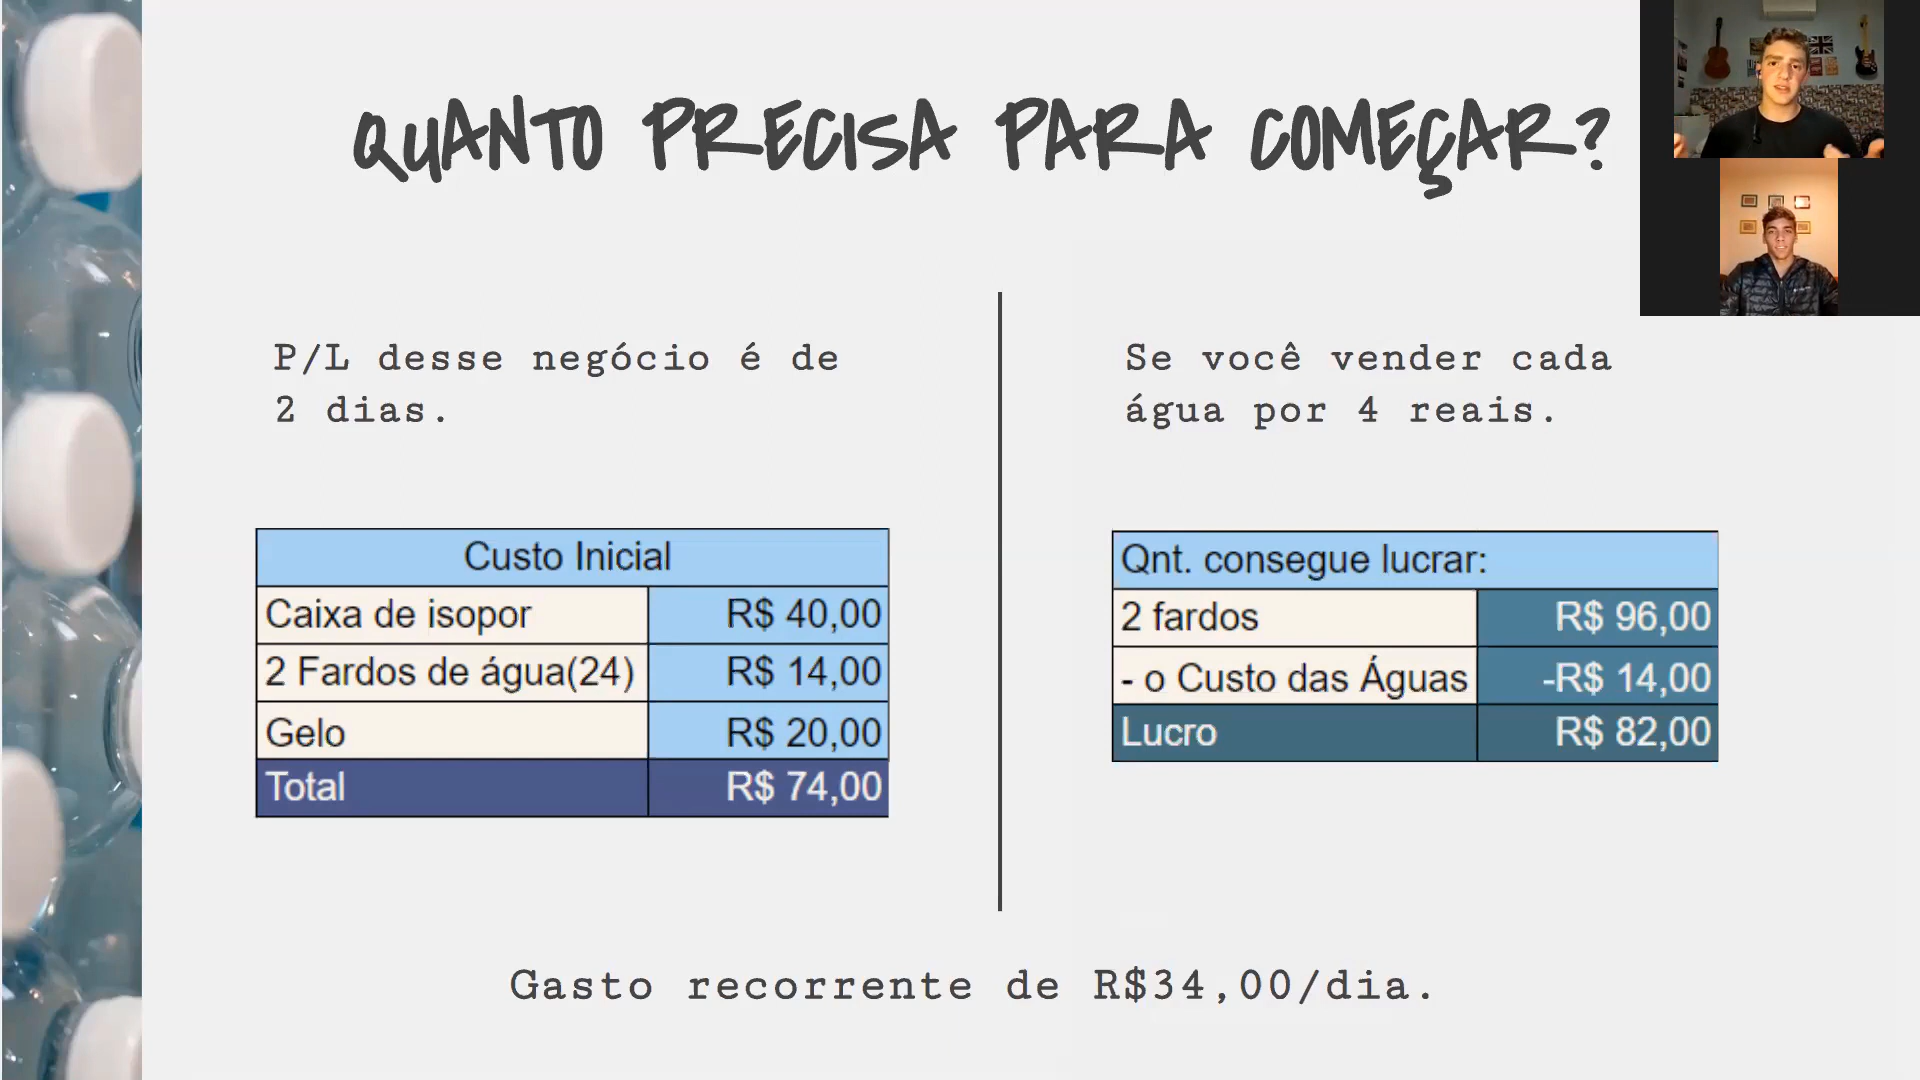 QUANTO PRECISA PARA COMEÇAR?
P/L desse negócio é de
2 dias.
Custo Inicial
Caixa de isopor R$ 40,00
2 Fardos de água(24) R$ 14,00
Gelo R$ 20,00
Total R$ 74,00
Se você vender cada
água por 4 reais.
Qnt. consegue lucrar:
2 fardos R$ 96,00
- o Custo das Águas -R$ 14,00
Lucro R$ 82,00
Gasto recorrente de R$34,00/dia.